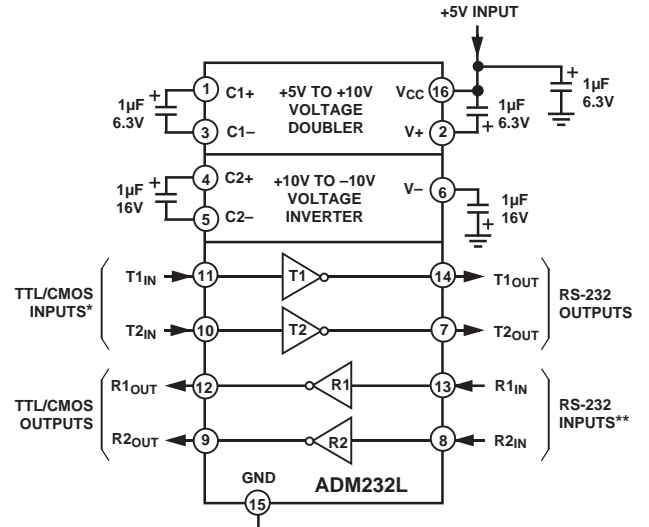 +5V INPUT
1 C1+ +5V TO +10V VCC 16
VOLTAGE
DOUBLER
1µF
6.3V
+
3 C1– V+ 2
+
1µF
6.3V
+
1µF
6.3V
4 C2+ +10V TO –10V
VOLTAGE
INVERTER
V– 6
1µF
16V
+
5 C2–
1µF
16V
+
TTL/CMOS
INPUTS*
T1IN 11 T1 14 T1OUT
T2IN 10 T2 7 T2OUT
RS-232
OUTPUTS
TTL/CMOS
OUTPUTS
R1OUT 12 R1 13 R1IN
R2OUT 9 R2 8 R2IN
RS-232
INPUTS**
GND ADM232L
15